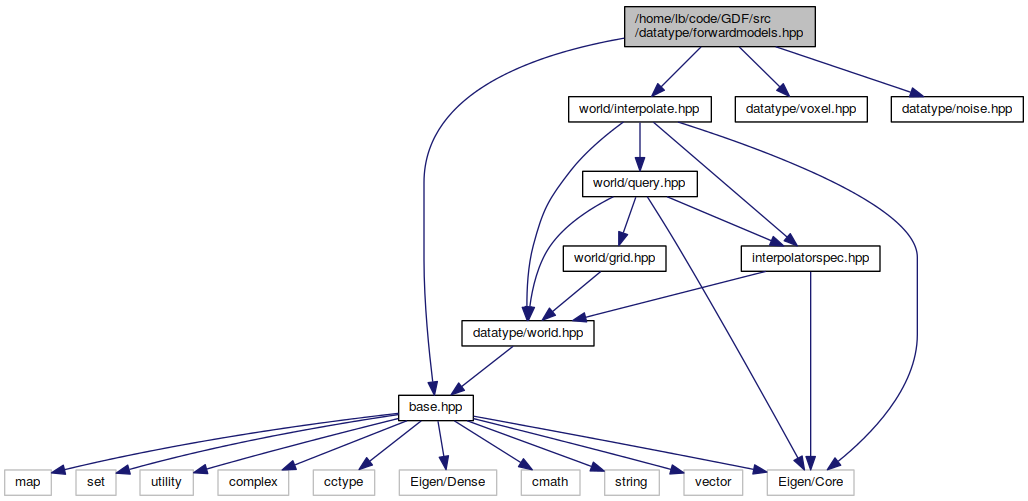 /home/lb/code/GDF/src
/datatype/forwardmodels.hpp
world/interpolate.hpp
datatype/voxel.hpp
datatype/noise.hpp
world/query.hpp
world/grid.hpp
interpolatorspec.hpp
datatype/world.hpp
base.hpp
map
set
utility
complex
cctype
Eigen/Dense
cmath
string
vector
Eigen/Core